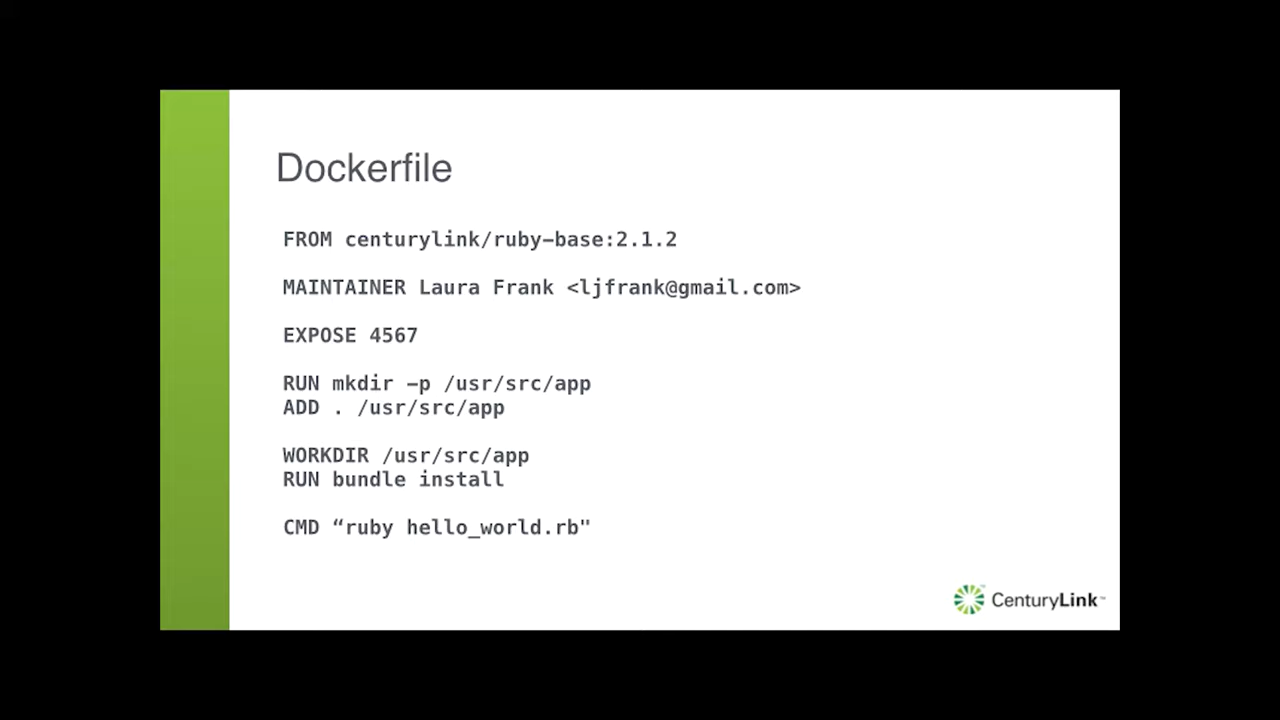 Dockerfile
FROM centurylink/ruby-base:2.1.2
MAINTAINER Laura Frank <ljfrank@gmail.com>
EXPOSE 4567
RUN mkdir -p /usr/src/app
ADD . /usr/src/app
WORKDIR /usr/src/app
RUN bundle install
CMD “ruby hello_world.rb"
CenturyLink™